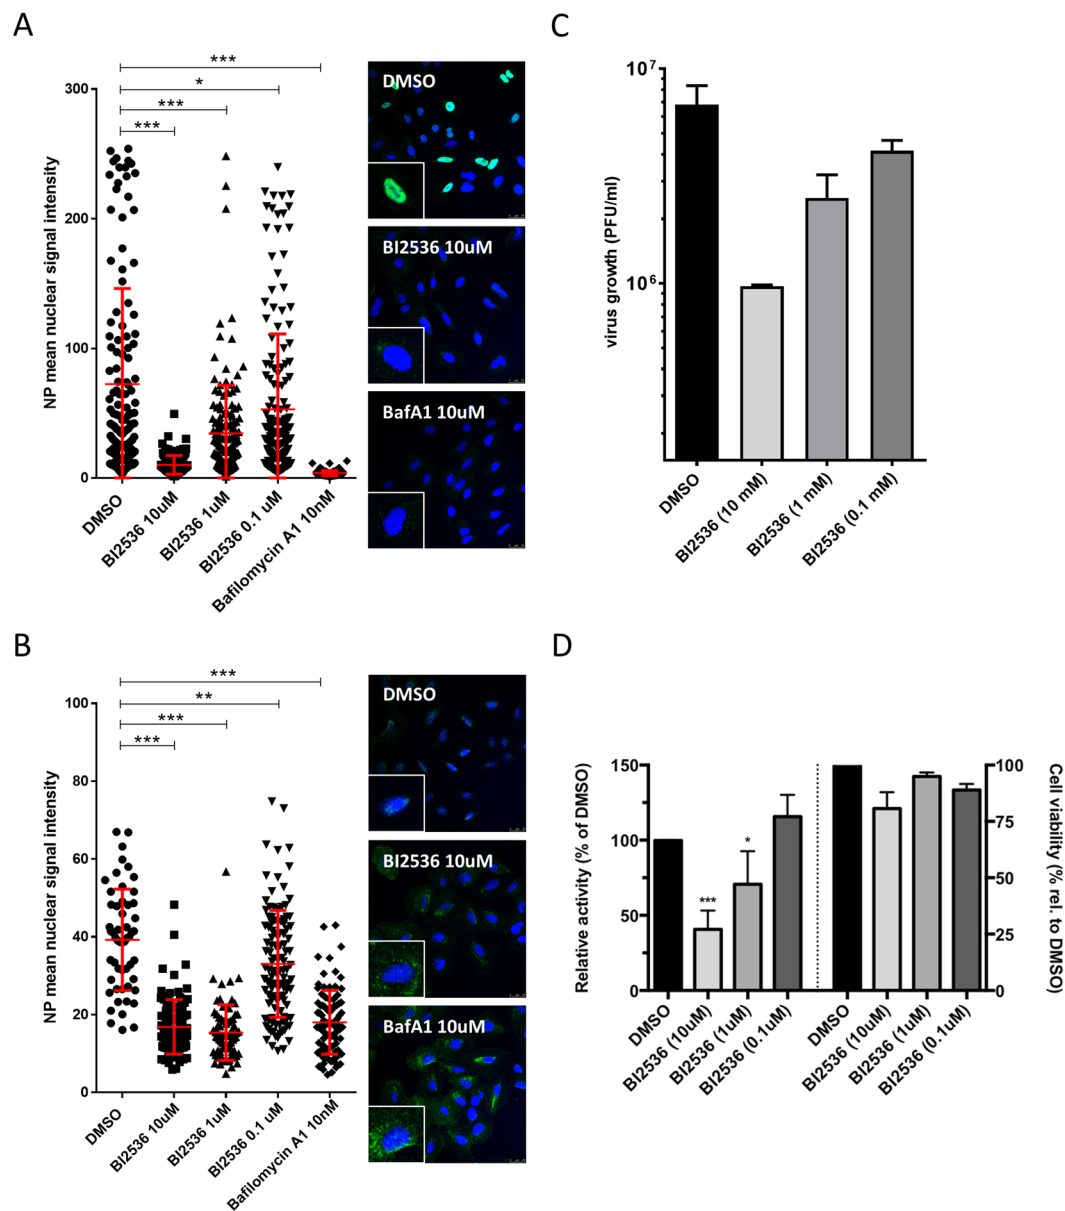 A
***
*
***
***
NP mean nuclear signal intensity
300
200
100
0
DMSO
BI2536 10uM
BI2536 1uM
BI2536 0.1 uM
Bafilomycin A1 10nM
DMSO
BI2536 10uM
BafA1 10uM
C
virus growth (PFU/ml)
10⁷
10⁶
DMSO
BI2536 (10 mM)
BI2536 (1 mM)
BI2536 (0.1 mM)
B
***
**
***
***
NP mean nuclear signal intensity
100
80
60
40
20
0
DMSO
BI2536 10uM
BI2536 1uM
BI2536 0.1 uM
Bafilomycin A1 10nM
DMSO
BI2536 10uM
BafA1 10uM
D
Relative activity (% of DMSO)
150
100
50
0
***
*
DMSO
BI2536 (10uM)
BI2536 (1uM)
BI2536 (0.1uM)
DMSO
BI2536 (10uM)
BI2536 (1uM)
BI2536 (0.1uM)
100
75
50
25
0
Cell viability (% rel. to DMSO)